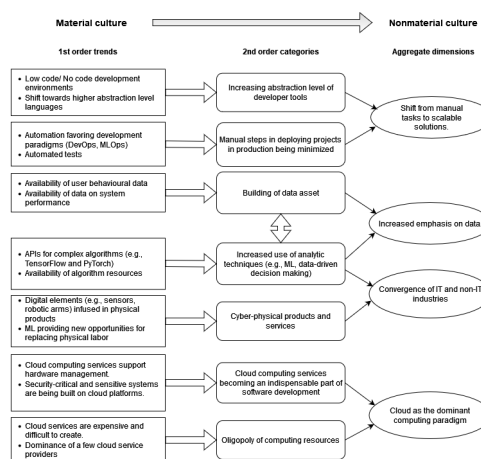 Material culture
Nonmaterial culture
1st order trends
2nd order categories
Aggregate dimensions
• Low code/ No code development
environments
• Shift towards higher abstraction level
languages
Increasing abstraction level of
developer tools
Shift from manual
tasks to scalable
solutions.
• Automation favoring development
paradigms (DevOps, MLOps)
• Automated tests
Manual steps in deploying projects
in production being minimized
• Availability of user behavioural data
• Availability of data on system
performance
Building of data asset
Increased emphasis on data
• APIs for complex algorithms (e.g.,
TensorFlow and PyTorch)
• Availability of algorithm resources
Increased use of analytic
techniques (e.g., ML, data-driven
decision making)
Convergence of IT and non-IT
industries
• Digital elements (e.g., sensors,
robotic arms) infused in physical
products
• ML providing new opportunities for
replacing physical labor
Cyber-physical products and
services
• Cloud computing services support
hardware management.
• Security-critical and sensitive systems
are being built on cloud platforms.
Cloud computing services
becoming an indispensable part of
software development
Cloud as the dominant
computing paradigm
• Cloud services are expensive and
difficult to create.
• Dominance of a few cloud service
providers
Oligopoly of computing resources